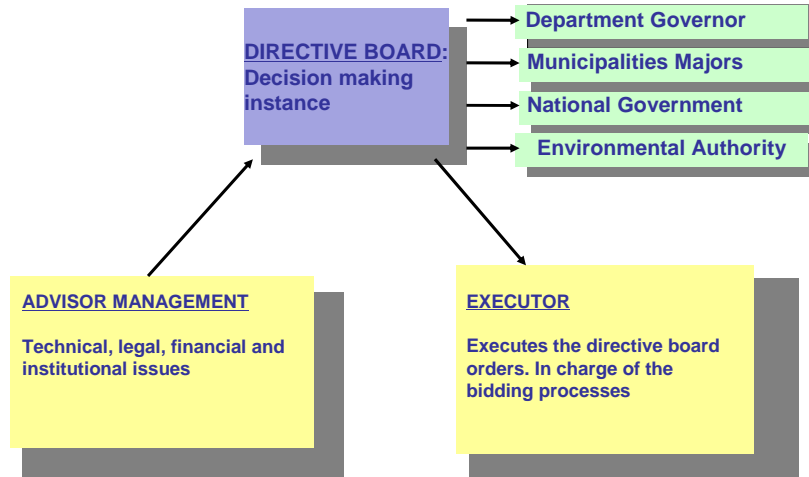 DIRECTIVE BOARD:
Decision making
instance
Department Governor
Municipalities Majors
National Government
Environmental Authority
ADVISOR MANAGEMENT
Technical, legal, financial and
institutional issues
EXECUTOR
Executes the directive board
orders. In charge of the
bidding processes